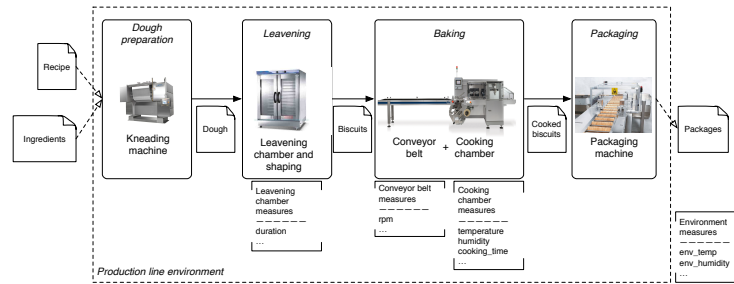 Dough
preparation
Leavening
Baking
Packaging
Recipe
Ingredients
Kneading
machine
Dough
Leavening
chamber and
shaping
Biscuits
Conveyor
belt
+
Cooking
chamber
Cooked
biscuits
Packaging
machine
Packages
Leavening
chamber
measures
duration
...
Conveyor belt
measures
rpm
...
Cooking
chamber
measures
temperature
humidity
cooking_time
...
Environment
measures
env_temp
env_humidity
...
Production line environment